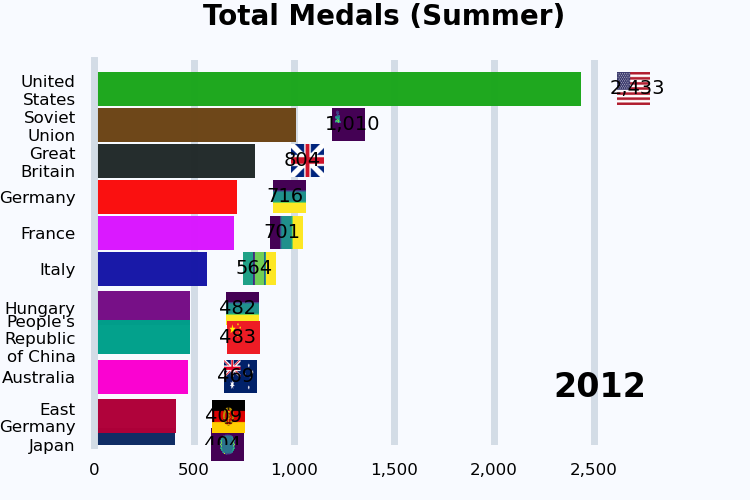 Total Medals (Summer)
United
States
2,433
Soviet
Union
1,010
Great
Britain
804
Germany
716
France
701
Italy
564
Hungary
482
People's
Republic
of China
483
Australia
469
2012
East
Germany
409
Japan
404
0 500 1,000 1,500 2,000 2,500